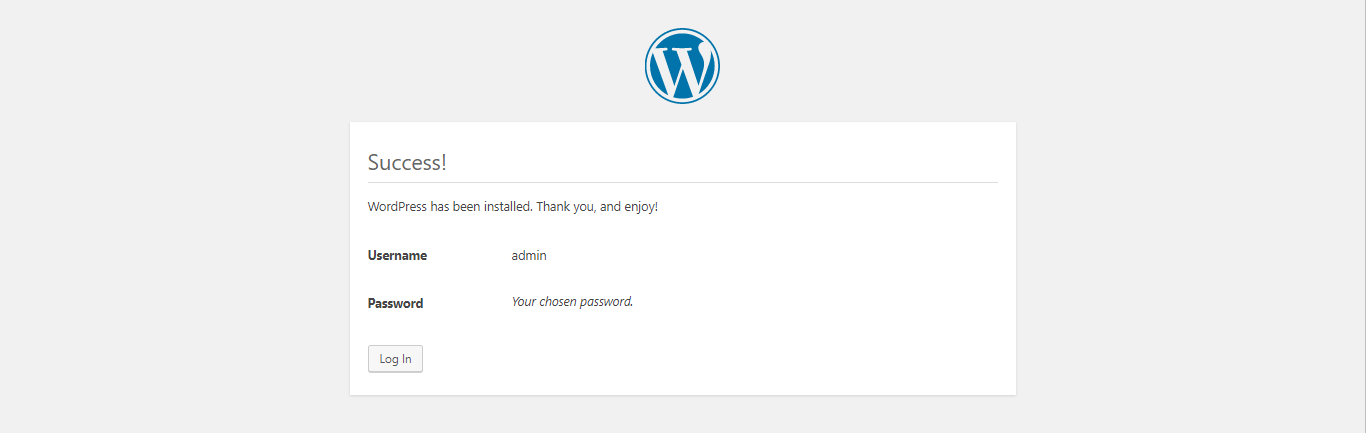 Success!
WordPress has been installed. Thank you, and enjoy!
Username admin
Password Your chosen password.
Log In